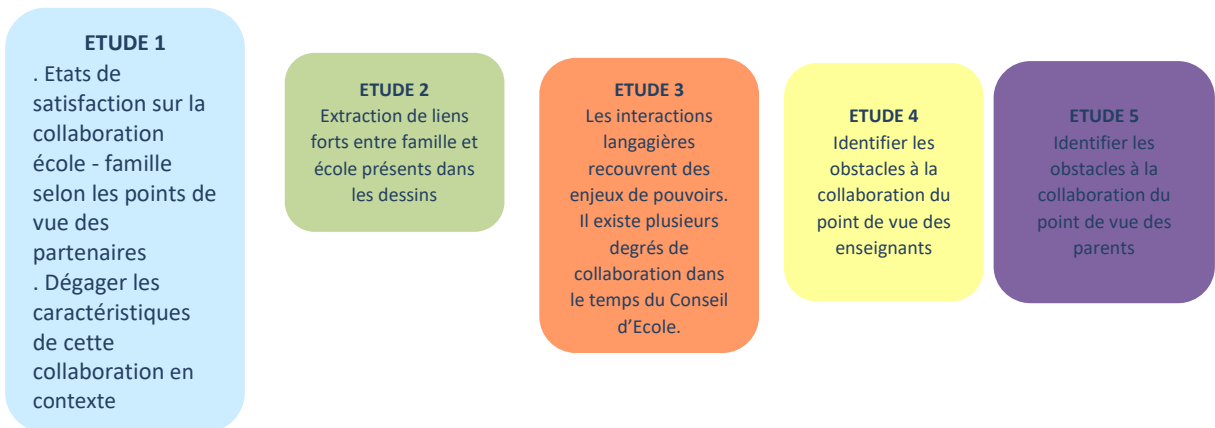 ETUDE 1
. Etats de
satisfaction sur la
collaboration
école - famille
selon les points de
vue des
partenaires
. Dégager les
caractéristiques
de cette
collaboration en
contexte
ETUDE 2
Extraction de liens
forts entre famille et
école présents dans
les dessins
ETUDE 3
Les interactions
langagières
recouvrent des
enjeux de pouvoirs.
Il existe plusieurs
degrés de
collaboration dans
le temps du Conseil
d’Ecole.
ETUDE 4
Identifier les
obstacles à la
collaboration du
point de vue des
enseignants
ETUDE 5
Identifier les
obstacles à la
collaboration du
point de vue des
parents